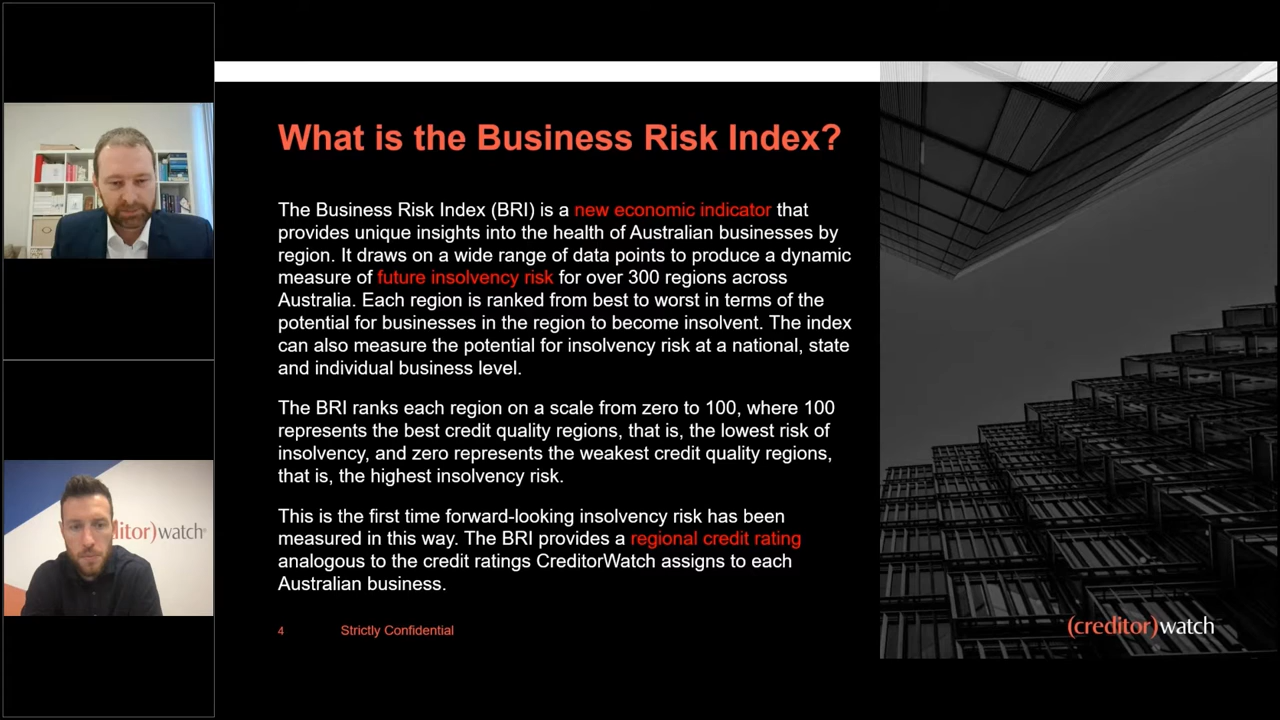 What is the Business Risk Index?
The Business Risk Index (BRI) is a new economic indicator that
provides unique insights into the health of Australian businesses by
region. It draws on a wide range of data points to produce a dynamic
measure of future insolvency risk for over 300 regions across
Australia. Each region is ranked from best to worst in terms of the
potential for businesses in the region to become insolvent. The index
can also measure the potential for insolvency risk at a national, state
and individual business level.
The BRI ranks each region on a scale from zero to 100, where 100
represents the best credit quality regions, that is, the lowest risk of
insolvency, and zero represents the weakest credit quality regions,
that is, the highest insolvency risk.
This is the first time forward-looking insolvency risk has been
measured in this way. The BRI provides a regional credit rating
analogous to the credit ratings CreditorWatch assigns to each
Australian business.
4 Strictly Confidential
(creditor)watch
ditor)watch